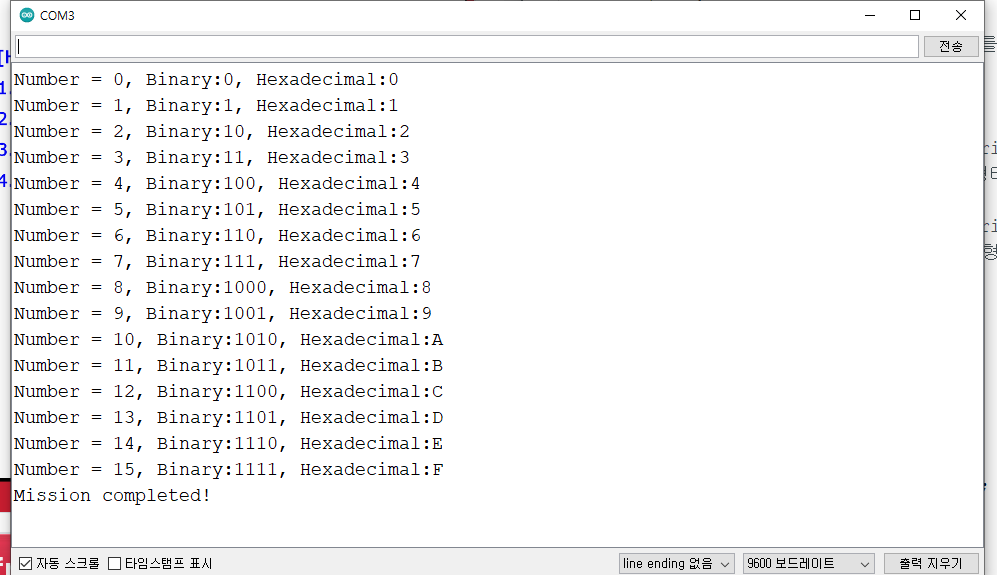 COM3
전송
Number = 0, Binary:0, Hexadecimal:0
Number = 1, Binary:1, Hexadecimal:1
Number = 2, Binary:10, Hexadecimal:2
Number = 3, Binary:11, Hexadecimal:3
Number = 4, Binary:100, Hexadecimal:4
Number = 5, Binary:101, Hexadecimal:5
Number = 6, Binary:110, Hexadecimal:6
Number = 7, Binary:111, Hexadecimal:7
Number = 8, Binary:1000, Hexadecimal:8
Number = 9, Binary:1001, Hexadecimal:9
Number = 10, Binary:1010, Hexadecimal:A
Number = 11, Binary:1011, Hexadecimal:B
Number = 12, Binary:1100, Hexadecimal:C
Number = 13, Binary:1101, Hexadecimal:D
Number = 14, Binary:1110, Hexadecimal:E
Number = 15, Binary:1111, Hexadecimal:F
Mission completed!
자동 스크롤 타임스탬프 표시 line ending 없음 9600 보드레이트 출력 지우기